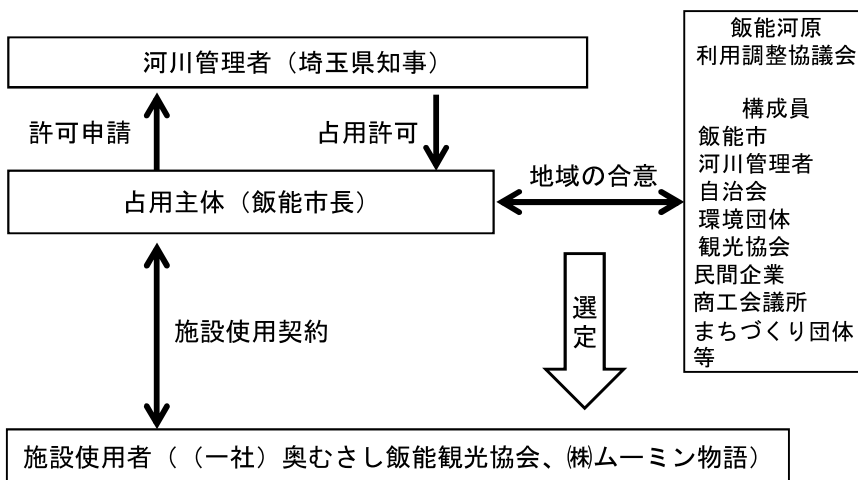 河川管理者（埼玉県知事）
許可申請
占用許可
占用主体（飯能市長）
地域の合意
飯能河原
利用調整協議会
構成員
飯能市
河川管理者
自治会
環境団体
観光協会
民間企業
商工会議所
まちづくり団体
等
施設使用契約
選定
施設使用者（（一社）奥むさし飯能観光協会、㈱ムーミン物語）